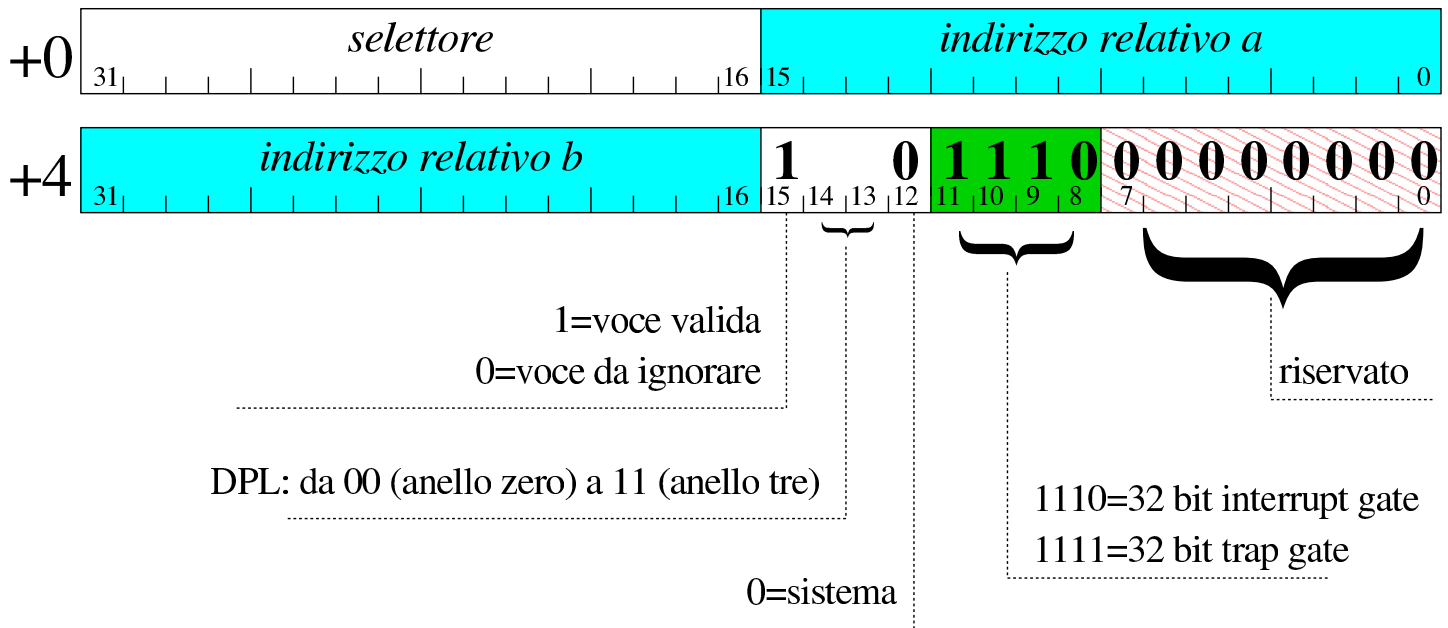 +0 selettore indirizzo relativo a
31 16 15 0
+4 indirizzo relativo b 1 0 1 1 1 0 0 0 0 0 0 0 0 0
31 16 15 14 13 12 11 10 9 8 7 0
1=voce valida
0=voce da ignorare
riservato
DPL: da 00 (anello zero) a 11 (anello tre)
1110=32 bit interrupt gate
1111=32 bit trap gate
0=sistema